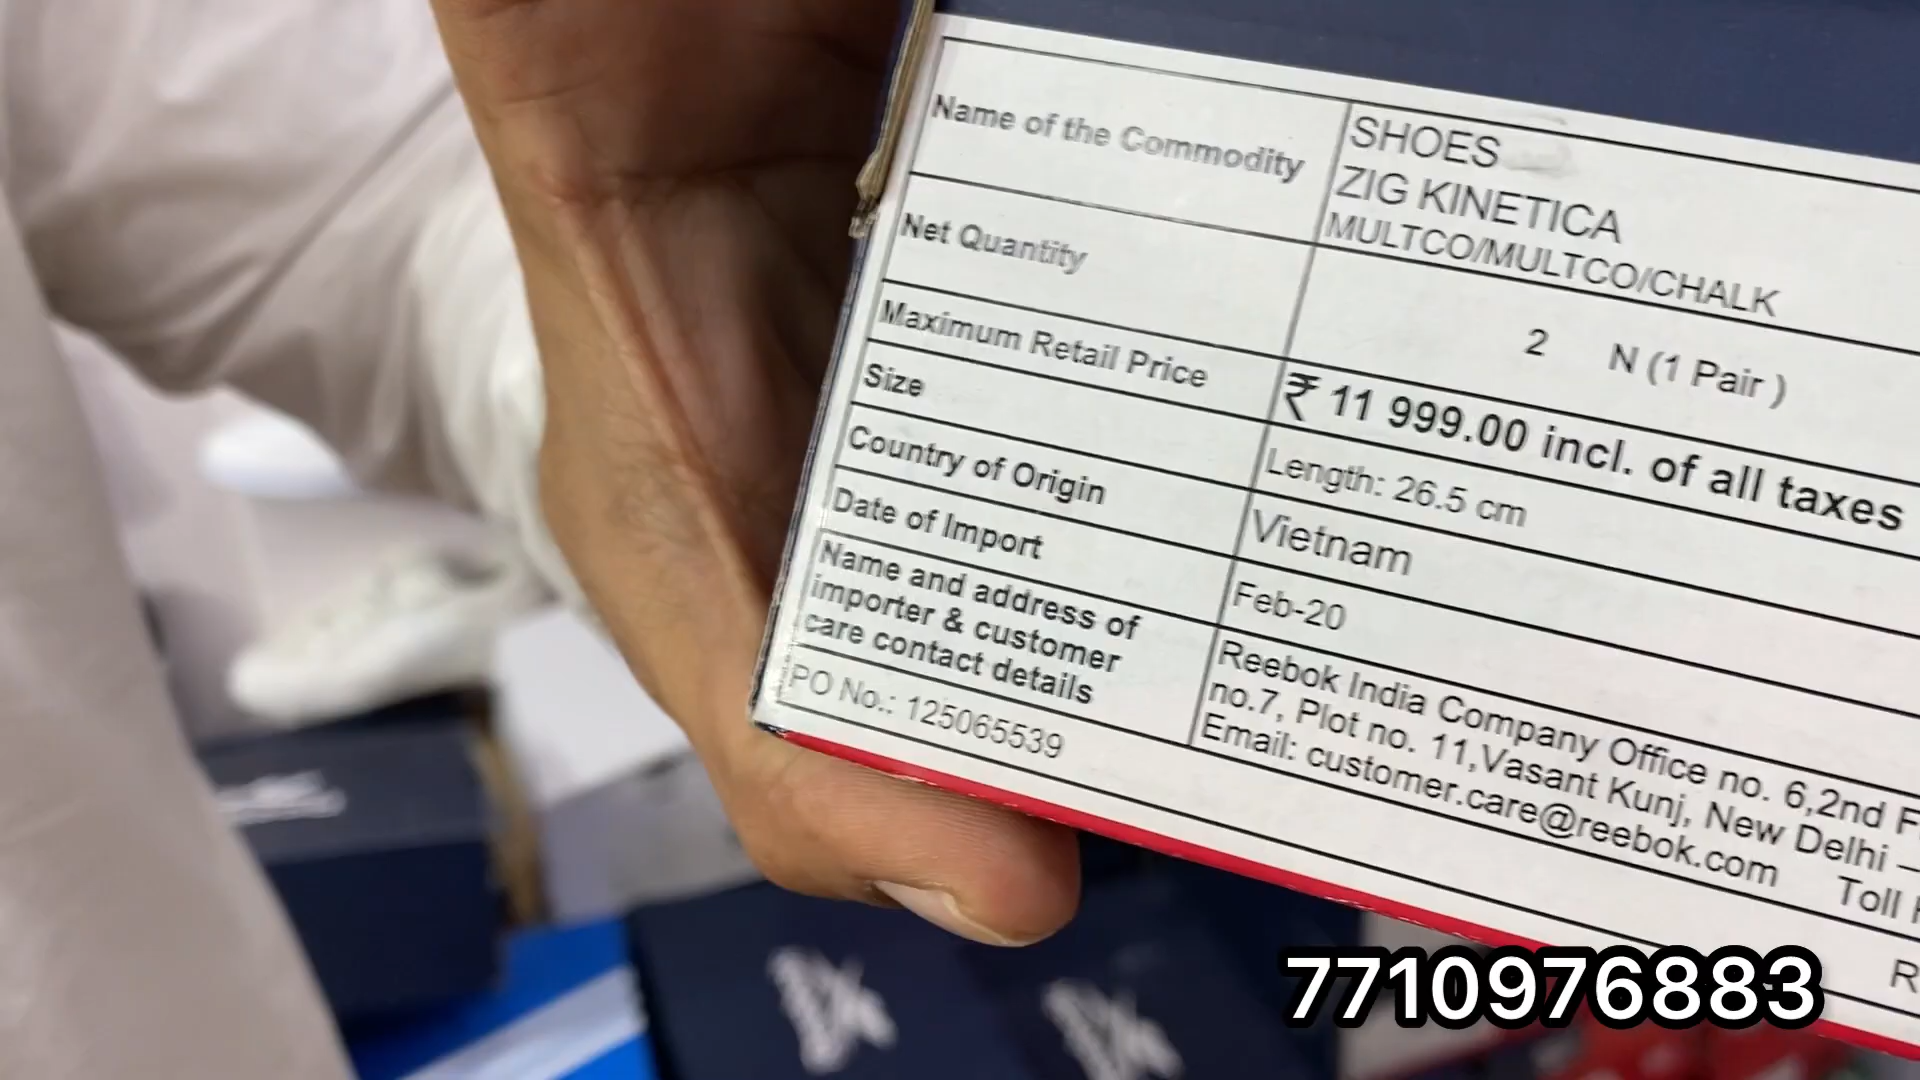 Name of the Commodity
SHOES
ZIG KINETICA
MULTCO/MULTCO/CHALK
Net Quantity
2 N (1 Pair )
Maximum Retail Price
₹ 11 999.00 incl. of all taxes
Size
Length: 26.5 cm
Country of Origin
Vietnam
Date of Import
Feb-20
Name and address of
importer & customer
care contact details
Reebok India Company Office no. 6,2nd
no.7, Plot no. 11,Vasant Kunj, New Delhi –
Email: customer.care@reebok.com Toll
PO No.: 125065539
7710976883